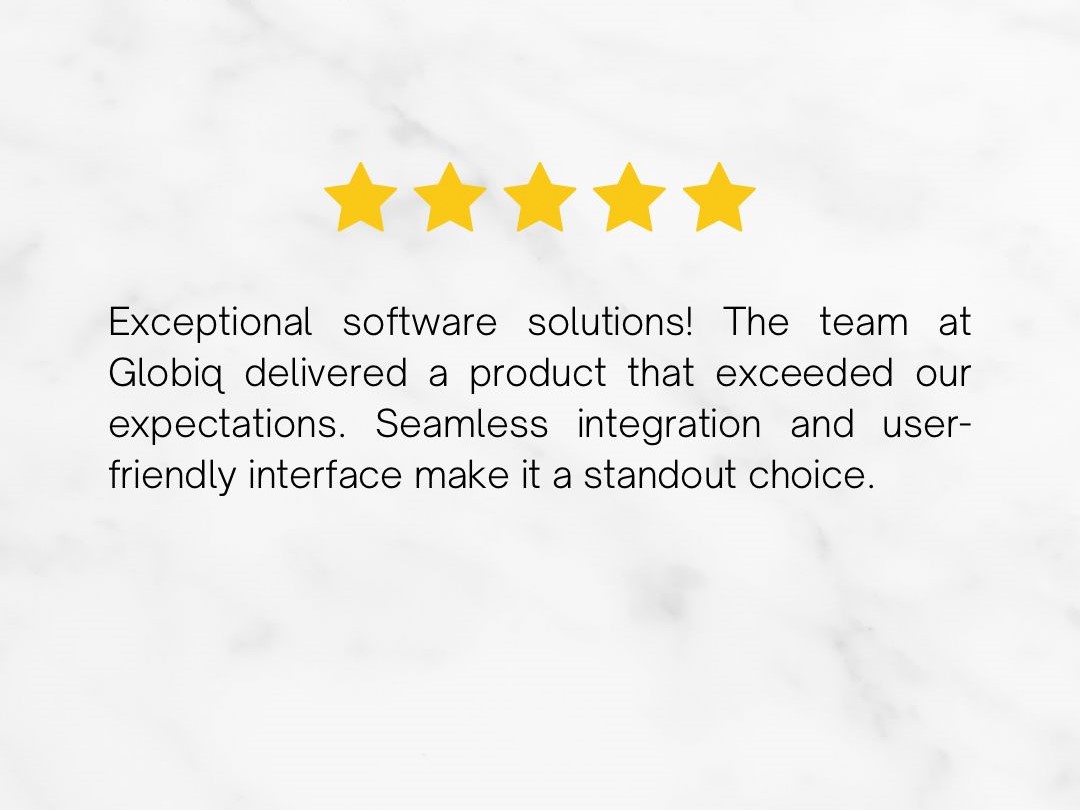 Exceptional software solutions! The team at
Globiq delivered a product that exceeded our
expectations. Seamless integration and user-
friendly interface make it a standout choice.